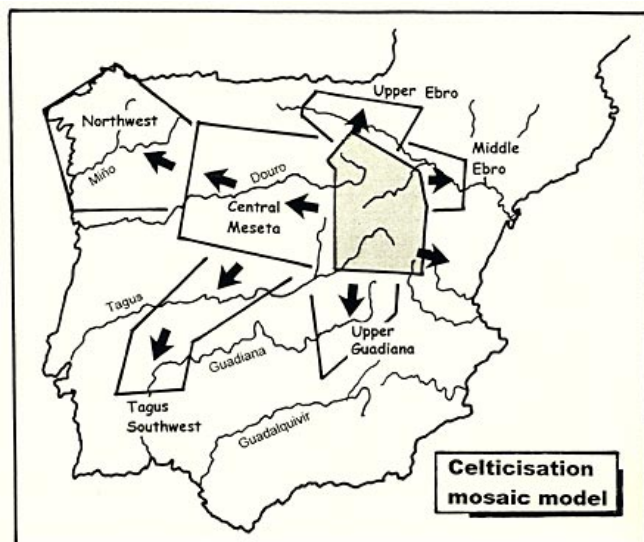 Upper Ebro
Northwest
Middle
Ebro
Miño
Douro
Central
Meseta
Tagus
Upper
Guadiana
Guadiana
Tagus
Southwest
Guadalquivir
Celticisation
mosaic model